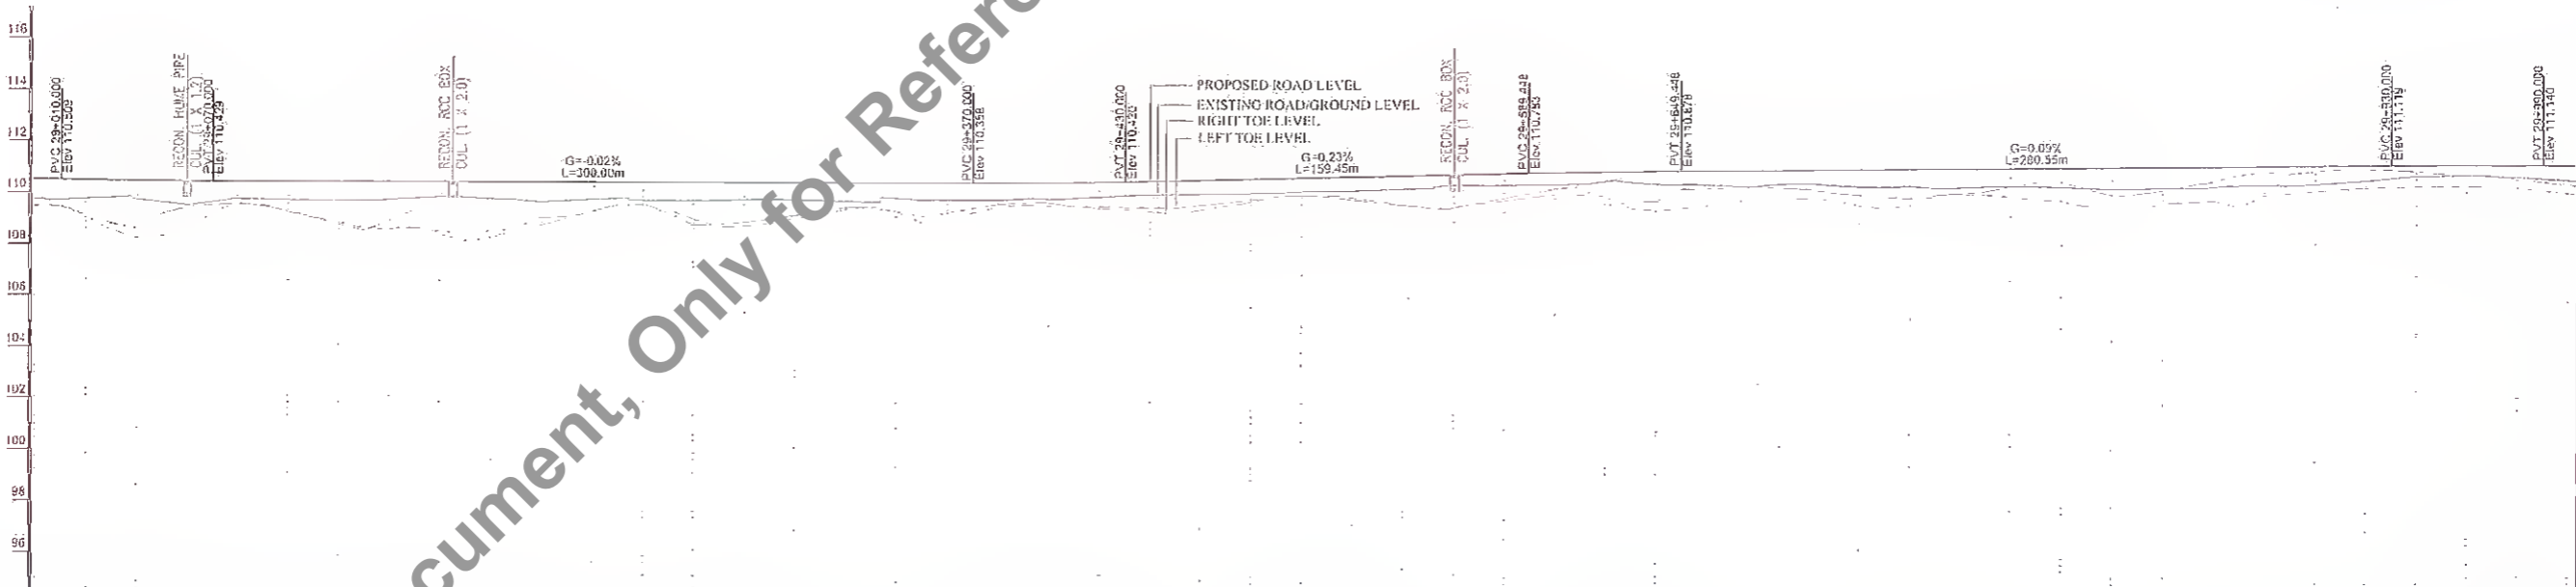 116
114
112
110
108
106
104
102
100
98
96
PVC 29+010.000
Elev 110.509
RECON. HUME PIPE
CUL. (1 X 1.2)
PVT 29+070.000
Elev 110.429
RECON. RCC BOX
CUL. (1 X 2.0)
G=-0.02%
L=300.00m
PVC 29+370.000
Elev 110.358
PVT 29+430.000
Elev 110.420
PROPOSED ROAD LEVEL
EXISTING ROAD/GROUND LEVEL
RIGHT TOE LEVEL
LEFT TOE LEVEL
G=0.23%
L=159.45m
RECON. RCC BOX
CUL. (1 X 2.0)
PVC 29+589.448
Elev 110.783
PVT 29+649.448
Elev 110.878
G=0.09%
L=280.55m
PVC 29+930.000
Elev 111.119
PVT 29+990.000
Elev 111.140
cument, Only for Refere